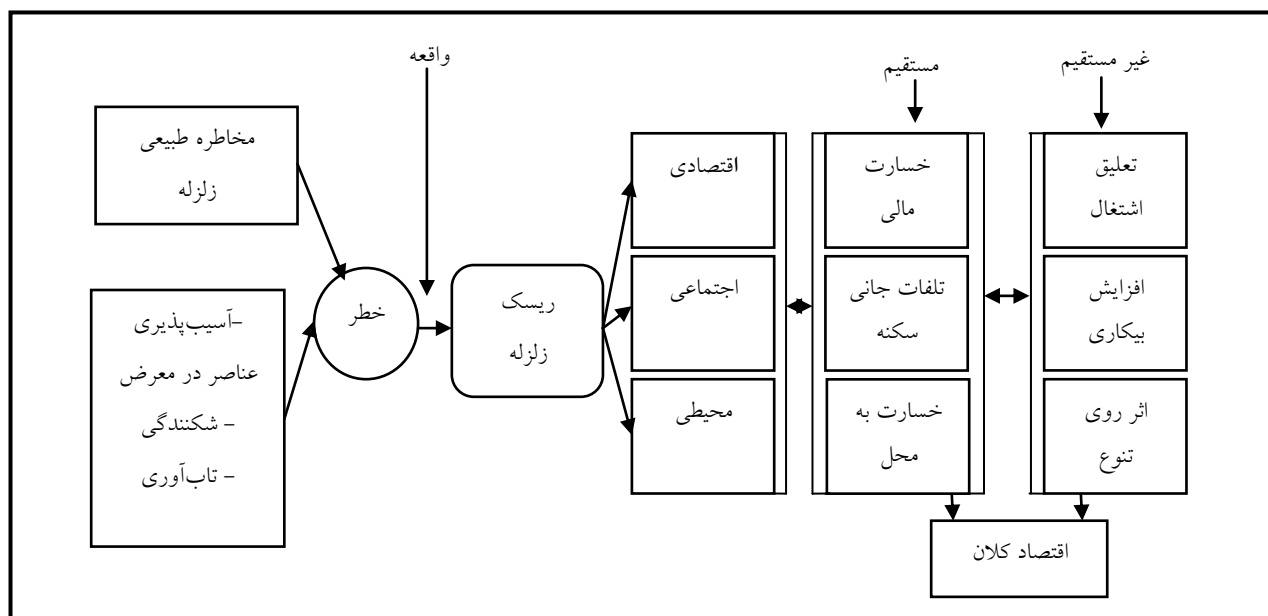 واقعه
مخاطره طبیعی
زلزله
-آسیب‌پذیری
عناصر در معرض
- شکنندگی
- تاب‌آوری
خطر
ریسک
زلزله
اقتصادی
اجتماعی
محیطی
مستقیم
خسارت
مالی
تلفات جانی
سکنه
خسارت به
محل
غیر مستقیم
تعلیق
اشتغال
افزایش
بیکاری
اثر روی
تنوع
اقتصاد کلان